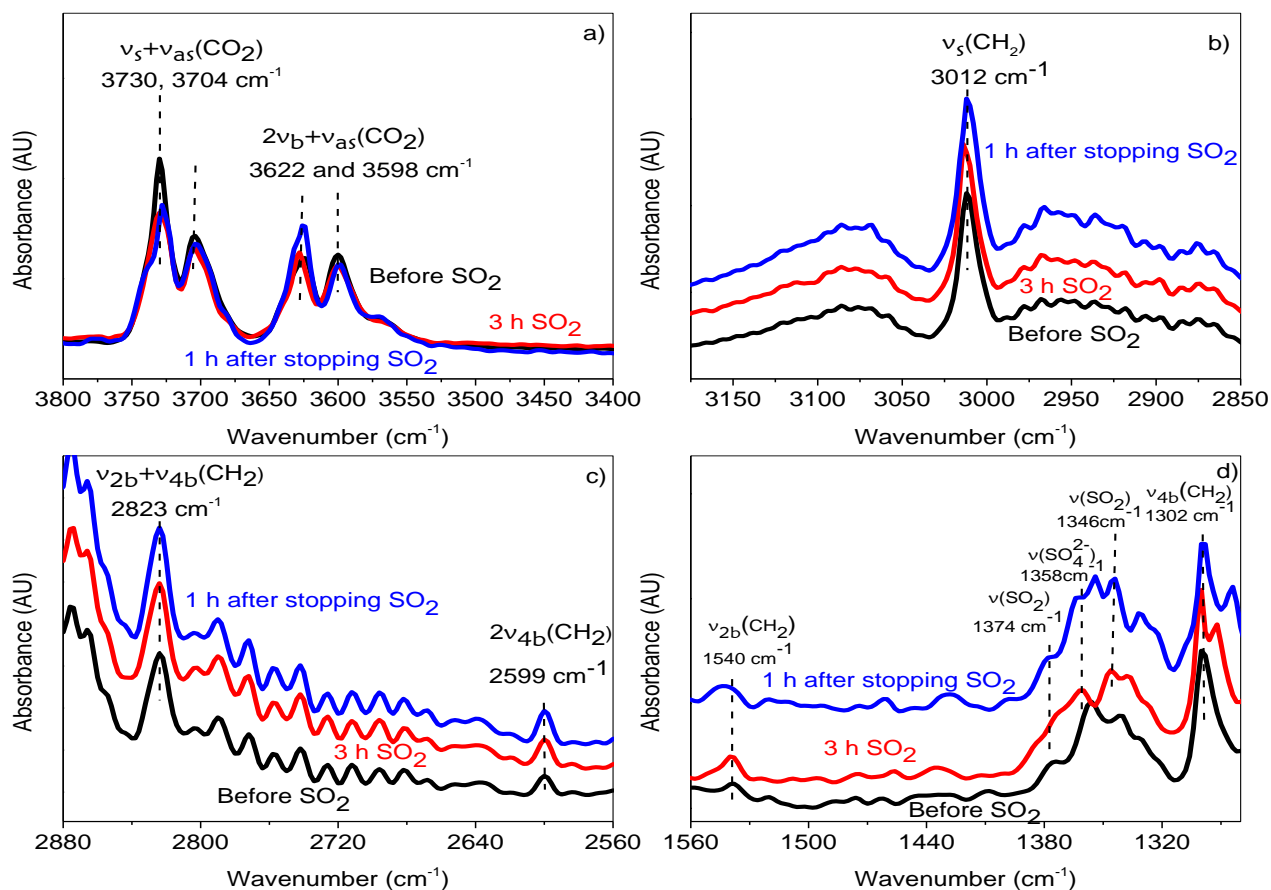 a)
νs+νas(CO2)
3730, 3704 cm-1
2νb+νas(CO2)
3622 and 3598 cm-1
Before SO2
3 h SO2
1 h after stopping SO2
Absorbance (AU)
3800 3750 3700 3650 3600 3550 3500 3450 3400
Wavenumber (cm-1)
b)
νs(CH2)
3012 cm-1
1 h after stopping SO2
3 h SO2
Before SO2
Absorbance (AU)
3150 3100 3050 3000 2950 2900 2850
Wavenumber (cm-1)
c)
ν2b+ν4b(CH2)
2823 cm-1
1 h after stopping SO2
2ν4b(CH2)
2599 cm-1
3 h SO2
Before SO2
Absorbance (AU)
2880 2800 2720 2640 2560
Wavenumber (cm-1)
d)
ν(SO2)
1346cm-1
ν4b(CH2)
1302 cm-1
ν(SO42-)
1358cm-1
ν(SO2)
1374 cm-1
ν2b(CH2)
1540 cm-1
1 h after stopping SO2
3 h SO2
Before SO2
Absorbance (AU)
1560 1500 1440 1380 1320
Wavenumber (cm-1)